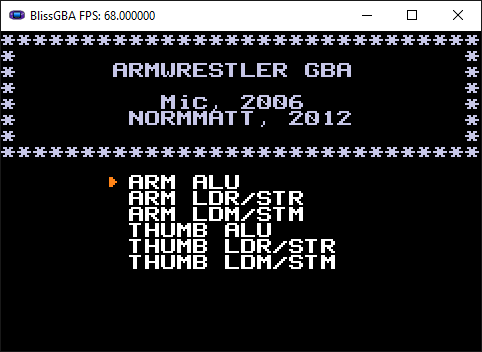 BlissGBA FPS: 68.000000
******************************
* *
* ARMWRESTLER GBA *
* *
* Mic, 2006 *
* NORMMATT, 2012 *
* *
******************************
ARM ALU
ARM LDR/STR
ARM LDM/STM
THUMB ALU
THUMB LDR/STR
THUMB LDM/STM